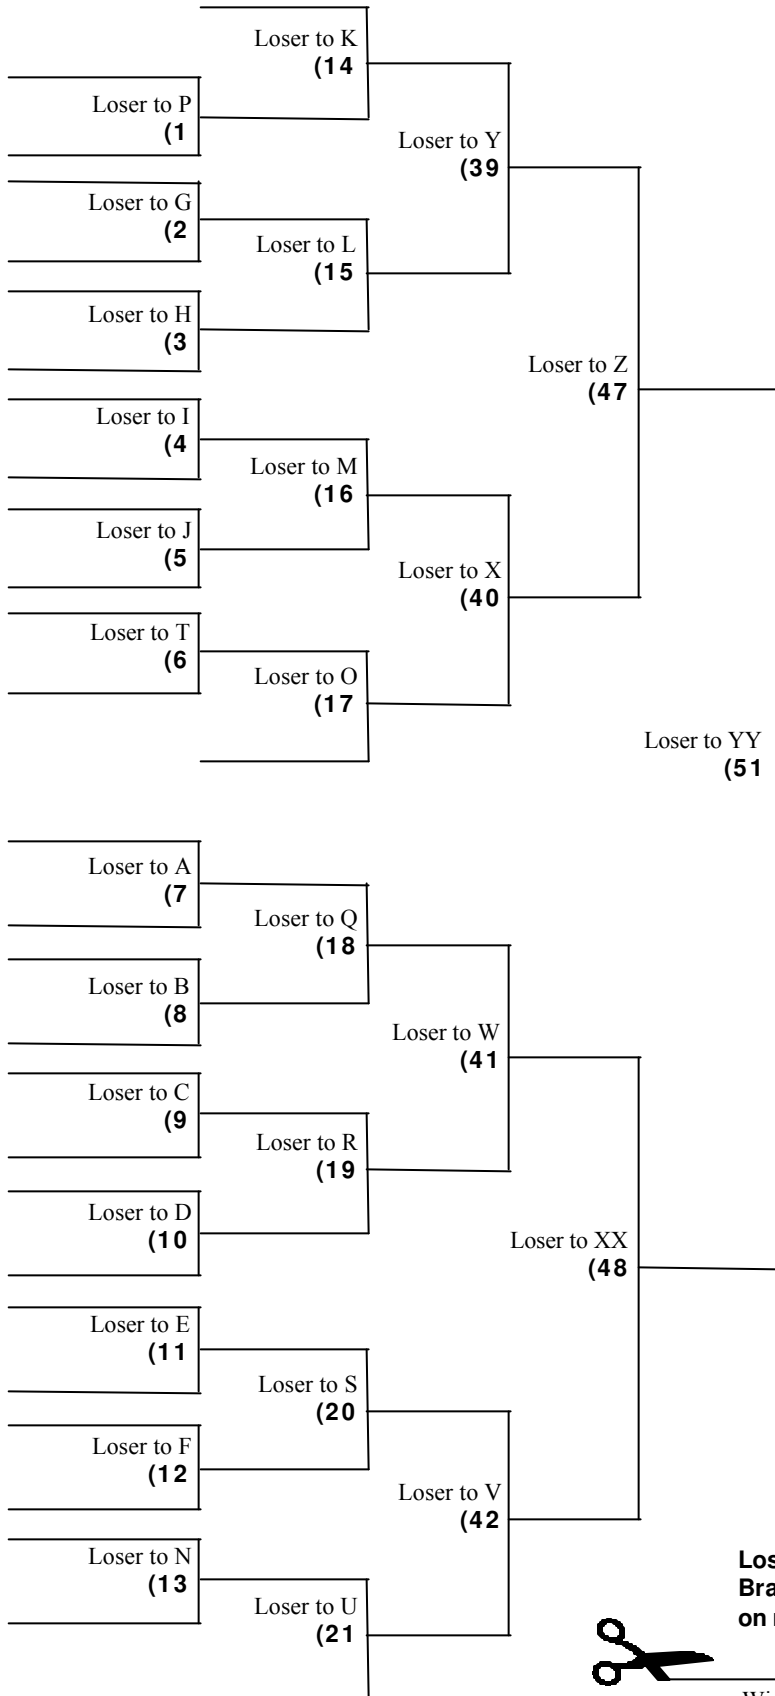 Loser to K
(14
Loser to P
(1
Loser to Y
(39
Loser to G
(2
Loser to L
(15
Loser to H
(3
Loser to Z
(47
Loser to I
(4
Loser to M
(16
Loser to J
(5
Loser to X
(40
Loser to T
(6
Loser to O
(17
Loser to YY
(51
Loser to A
(7
Loser to Q
(18
Loser to B
(8
Loser to W
(41
Loser to C
(9
Loser to R
(19
Loser to D
(10
Loser to XX
(48
Loser to E
(11
Loser to S
(20
Loser to F
(12
Loser to V
(42
Loser to N
(13
Loser to U
(21
Los
Bra
on